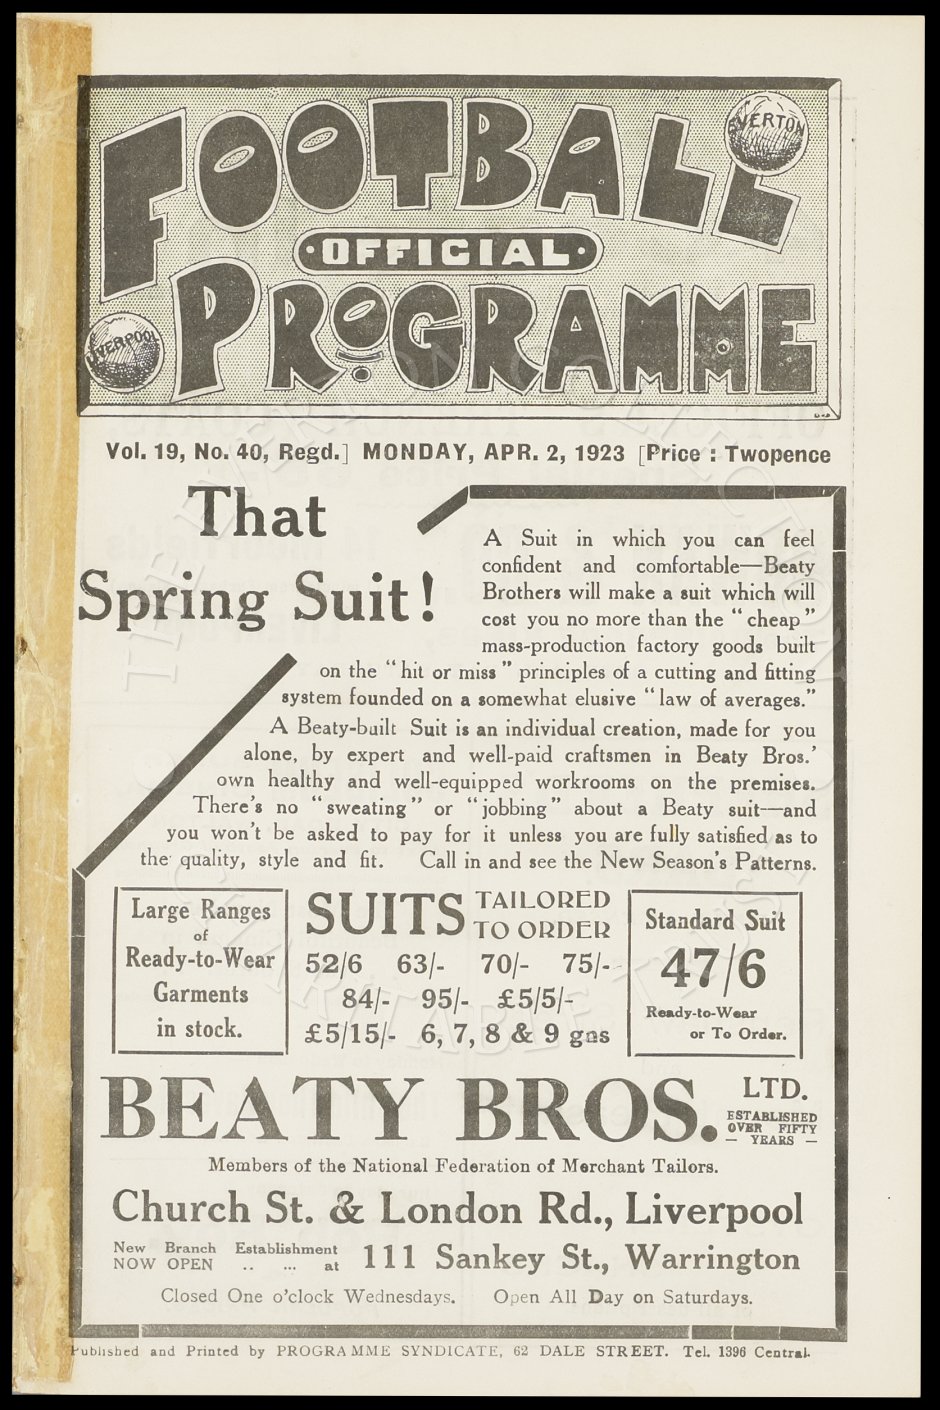 FOOTBALL
EVERTON
·OFFICIAL·
PROGRAMME
LIVERPOOL
Vol. 19, No. 40, Regd.] MONDAY, APR. 2, 1923 [Price : Twopence
That
Spring Suit!
A Suit in which you can feel
confident and comfortable—Beaty
Brothers will make a suit which will
cost you no more than the "cheap"
mass-production factory goods built
on the "hit or miss" principles of a cutting and fitting
system founded on a somewhat elusive "law of averages."
A Beaty-built Suit is an individual creation, made for you
alone, by expert and well-paid craftsmen in Beaty Bros.'
own healthy and well-equipped workrooms on the premises.
There's no "sweating" or "jobbing" about a Beaty suit—and
you won't be asked to pay for it unless you are fully satisfied as to
the quality, style and fit. Call in and see the New Season's Patterns.
Large Ranges
of
Ready-to-Wear
Garments
in stock.
SUITS TAILORED
TO ORDER
52/6 63/- 70/- 75/-
84/- 95/- £5/5/-
£5/15/- 6, 7, 8 & 9 gns
Standard Suit
47/6
Ready-to-Wear
or To Order.
BEATY BROS. LTD.
ESTABLISHED
OVER FIFTY
— YEARS —
Members of the National Federation of Merchant Tailors.
Church St. & London Rd., Liverpool
New Branch Establishment
NOW OPEN .. ... at
111 Sankey St., Warrington
Closed One o'clock Wednesdays. Open All Day on Saturdays.
Published and Printed by PROGRAMME SYNDICATE, 62 DALE STREET. Tel. 1396 Central.
THE EVERTON COLLECTION
CHARITABLE TRUST